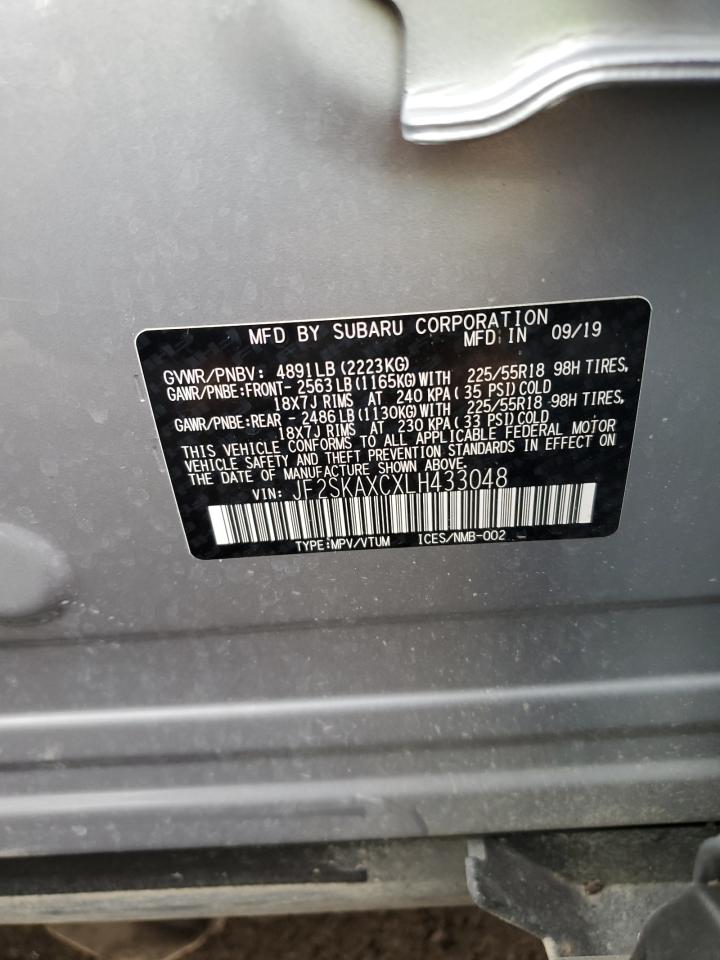 MFD BY SUBARU CORPORATION
MFD IN 09/19
GVWR/PNBV: 4891LB(2223KG)
GAWR/PNBE:FRONT- 2563LB(1165KG)WITH 225/55R18 98H TIRES,
18X7J RIMS AT 240 KPA( 35 PSI)COLD
GAWR/PNBE:REAR - 2486LB(1130KG)WITH 225/55R18 98H TIRES,
18X7J RIMS AT 230 KPA( 33 PSI)COLD
THIS VEHICLE CONFORMS TO ALL APPLICABLE FEDERAL MOTOR
VEHICLE SAFETY AND THEFT PREVENTION STANDARDS IN EFFECT ON
THE DATE OF MANUFACTURE SHOWN ABOVE.
VIN: JF2SKAXCXLH433048
TYPE:MPV/VTUM ICES/NMB-002